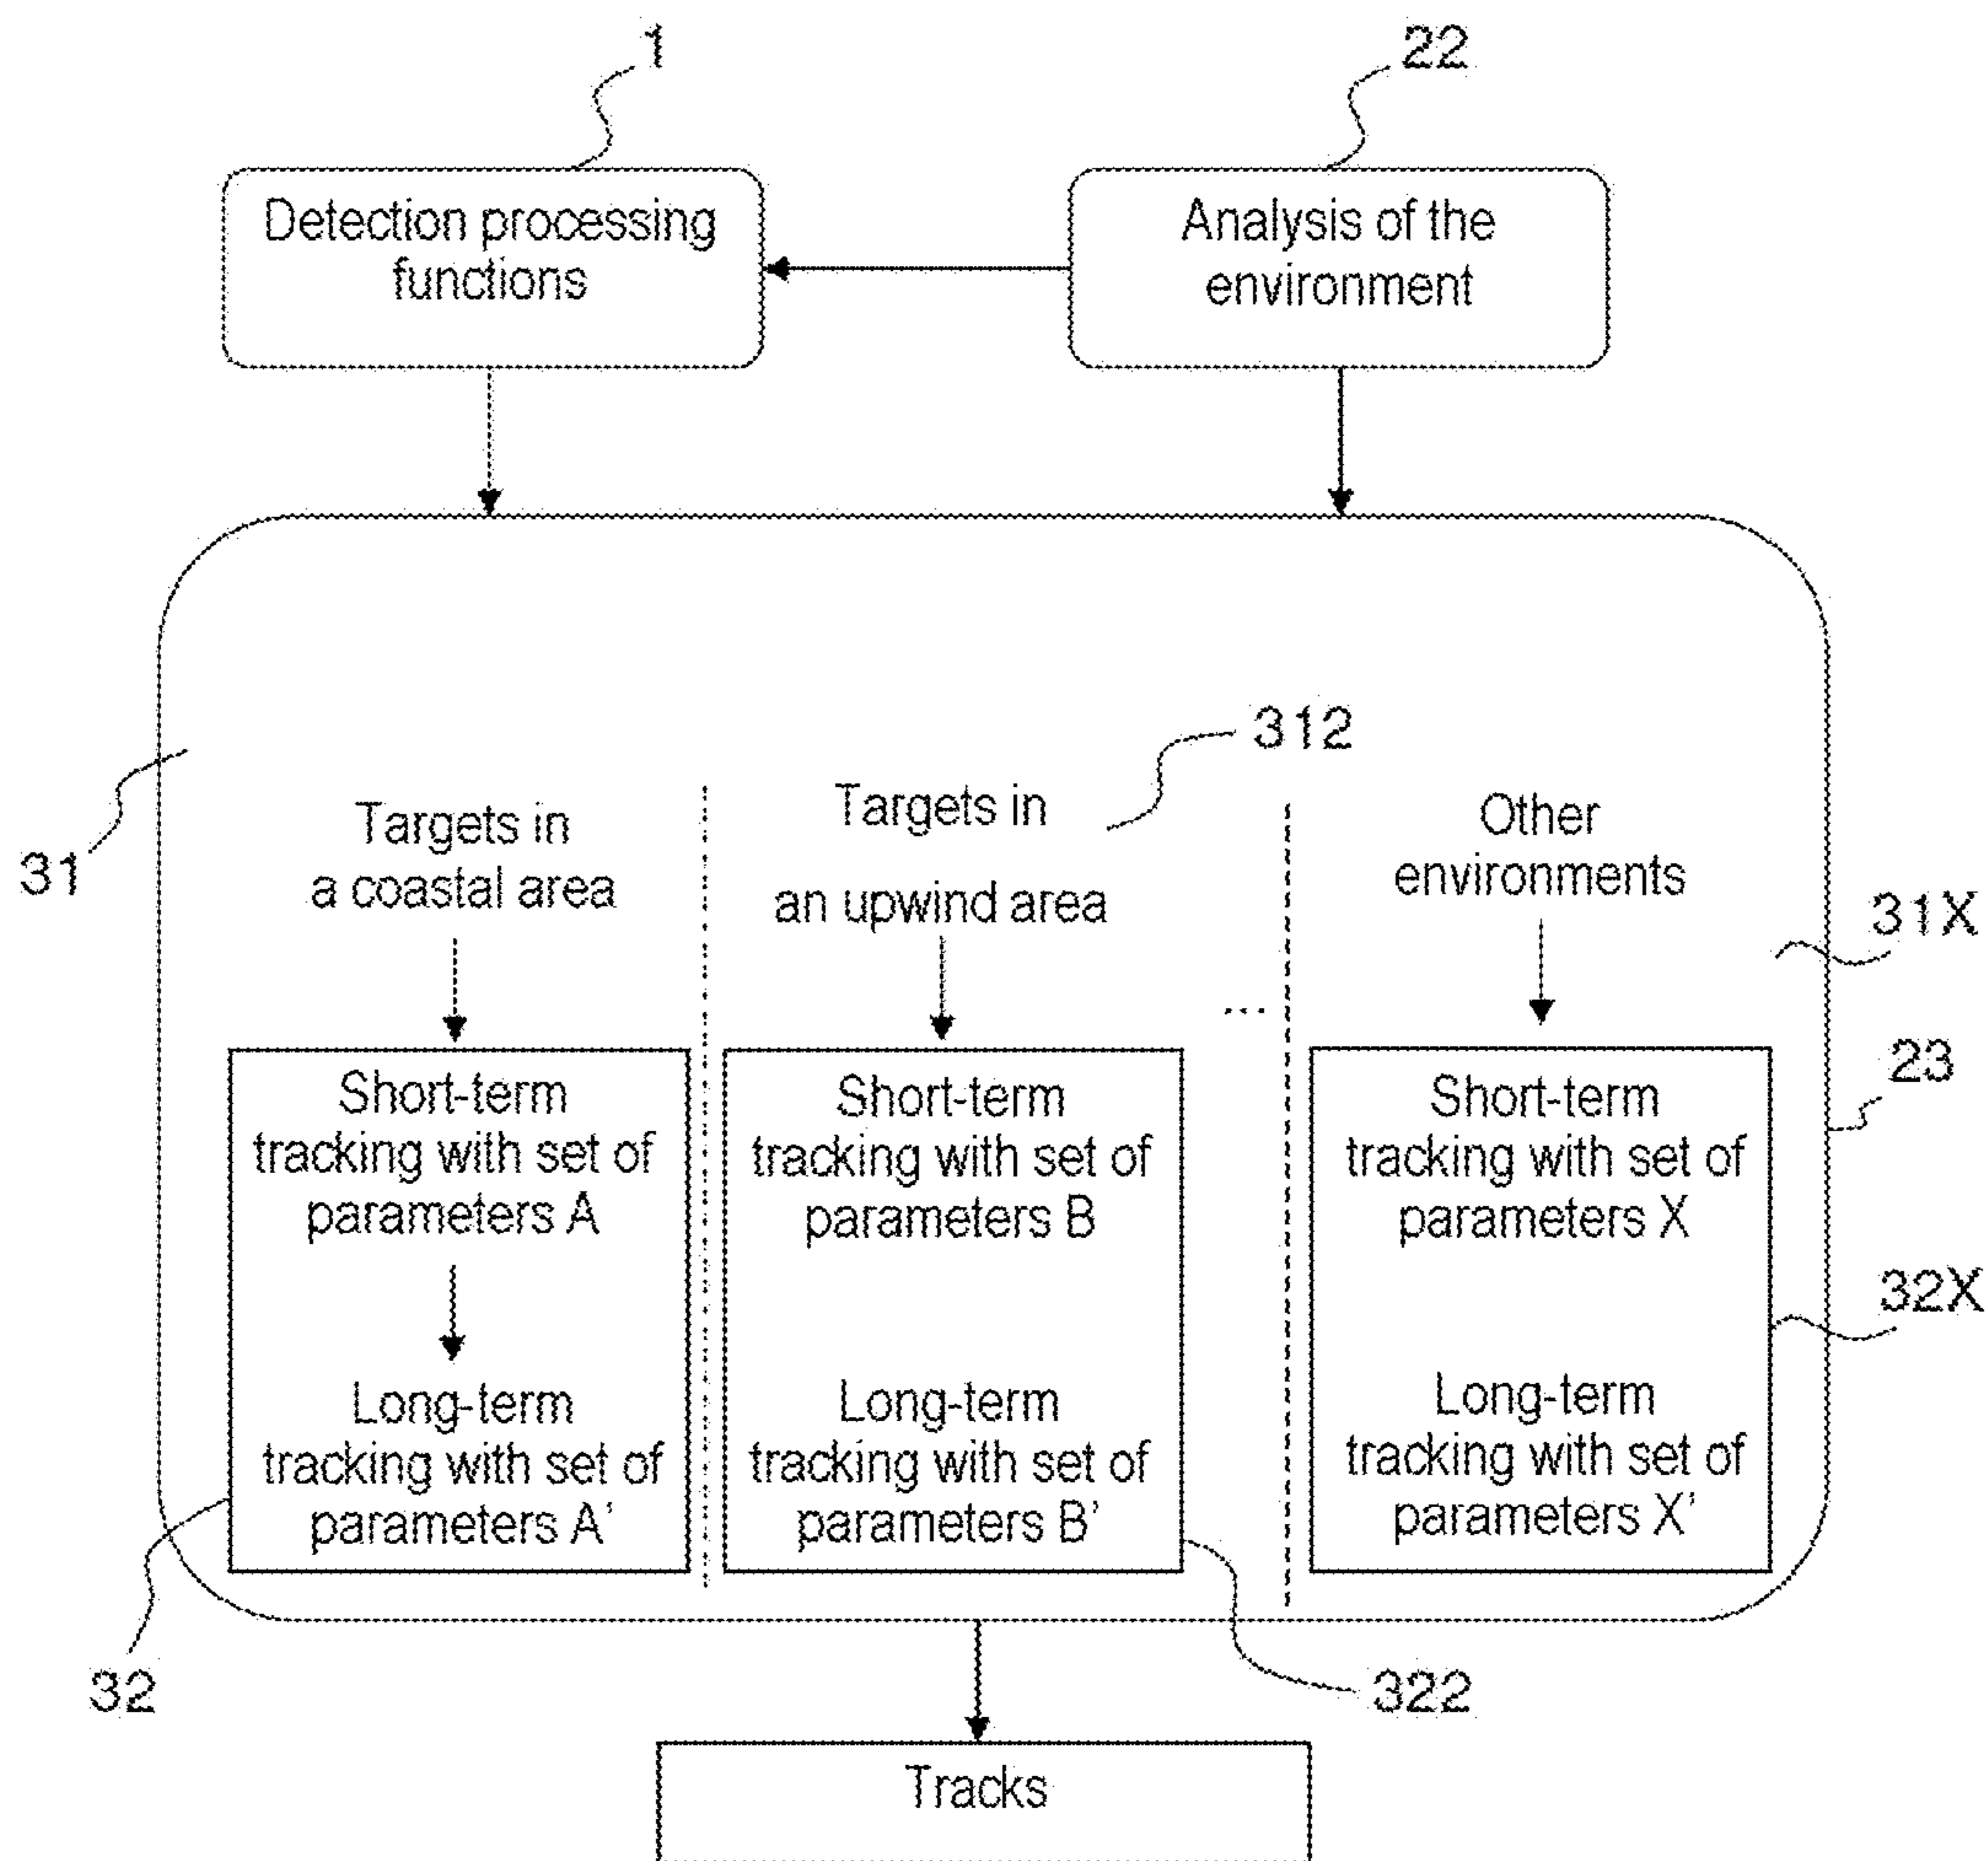 1
22
Detection processing
functions
Analysis of the
environment
312
Targets in
a coastal area
Targets in
an upwind area
Other
environments
31
31X
...
23
Short-term
tracking with set of
parameters A
Long-term
tracking with set of
parameters A'
Short-term
tracking with set of
parameters B
Long-term
tracking with set of
parameters B'
Short-term
tracking with set of
parameters X
Long-term
tracking with set of
parameters X'
32X
32
322
Tracks